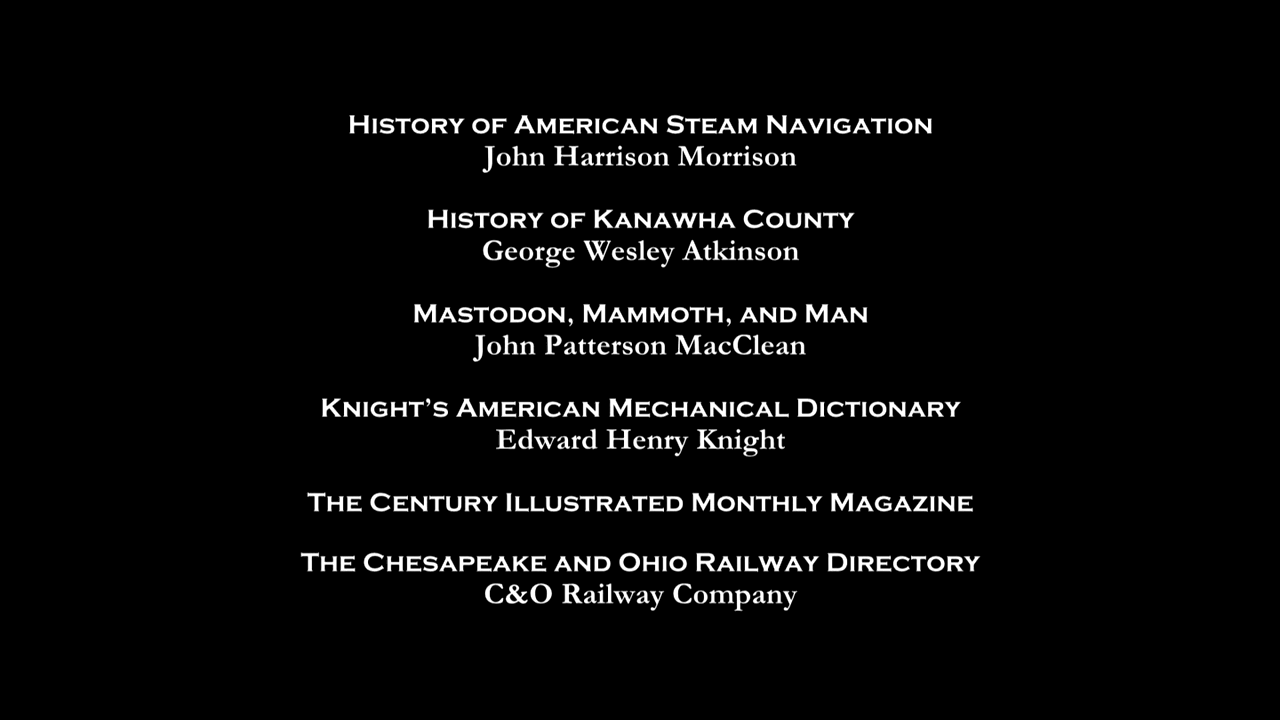 History of American Steam Navigation
John Harrison Morrison
History of Kanawha County
George Wesley Atkinson
Mastodon, Mammoth, and Man
John Patterson MacClean
Knight’s American Mechanical Dictionary
Edward Henry Knight
The Century Illustrated Monthly Magazine
The Chesapeake and Ohio Railway Directory
C&O Railway Company